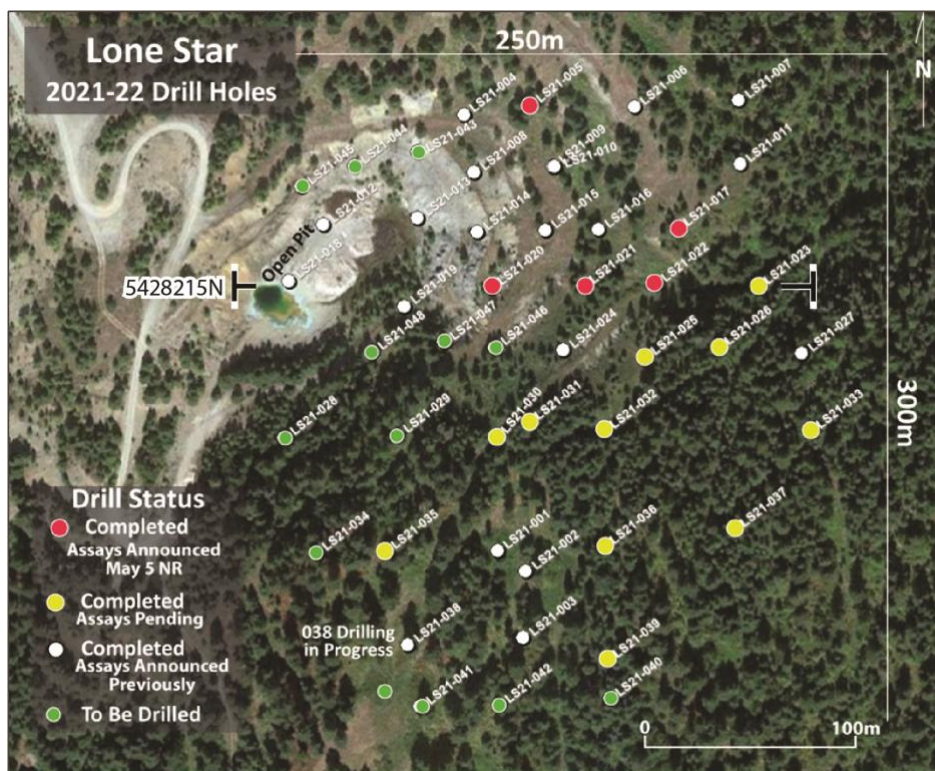 Lone Star
2021-22 Drill Holes
250m
N
LS21-004
LS21-005
LS21-006
LS21-007
LS21-043
LS21-044
LS21-045
LS21-008
LS21-009
LS21-010
LS21-011
LS21-012
LS21-013
LS21-014
LS21-015
LS21-016
LS21-017
Open Pit
LS21-018
LS21-019
LS21-020
LS21-021
LS21-022
LS21-023
5428215N
LS21-048
LS21-047
LS21-046
LS21-024
LS21-025
LS21-026
LS21-027
LS21-028
LS21-029
LS21-030
LS21-031
LS21-032
LS21-033
300m
LS21-034
LS21-035
LS21-001
LS21-002
LS21-036
LS21-037
LS21-038
038 Drilling
in Progress
LS21-003
LS21-039
LS21-041
LS21-042
LS21-040
Drill Status
Completed
Assays Announced
May 5 NR
Completed
Assays Pending
Completed
Assays Announced
Previously
To Be Drilled
0
100m